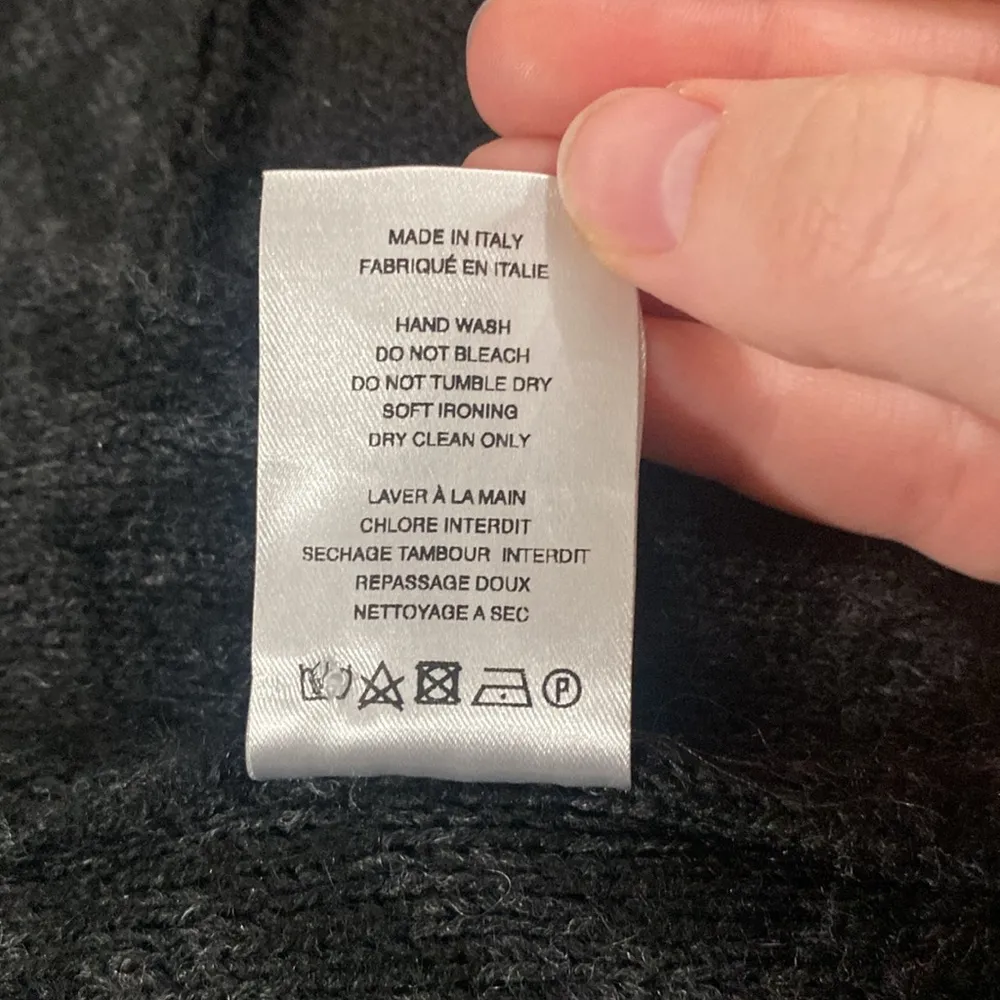 MADE IN ITALY
FABRIQUÉ EN ITALIE
HAND WASH
DO NOT BLEACH
DO NOT TUMBLE DRY
SOFT IRONING
DRY CLEAN ONLY
LAVER À LA MAIN
CHLORE INTERDIT
SECHAGE TAMBOUR INTERDIT
REPASSAGE DOUX
NETTOYAGE A SEC
P